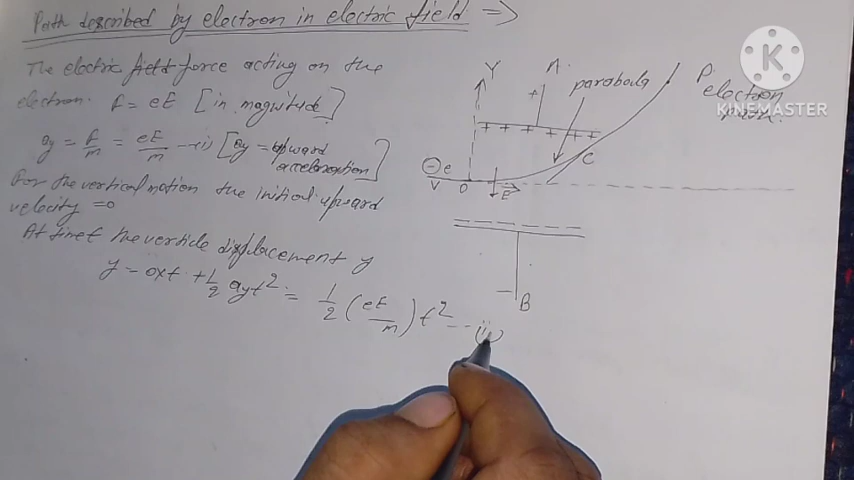 Path described by electron in electric field =>
The electric field force acting on the
electron. F = eE [in magnitude]
ay = F/m = eE/m --(i) [ay = upward acceleration]
For the vertical motion the initial upward
velocity = 0
At time t the verticle displacement y
y = 0xt + 1/2 ayt² = 1/2 (eE/m) t² --- (ii)
Y
A
+
parabola
P
electron
path.
+ + + + + + + +
C
- e
V
O
E
B
K
KINEMASTER